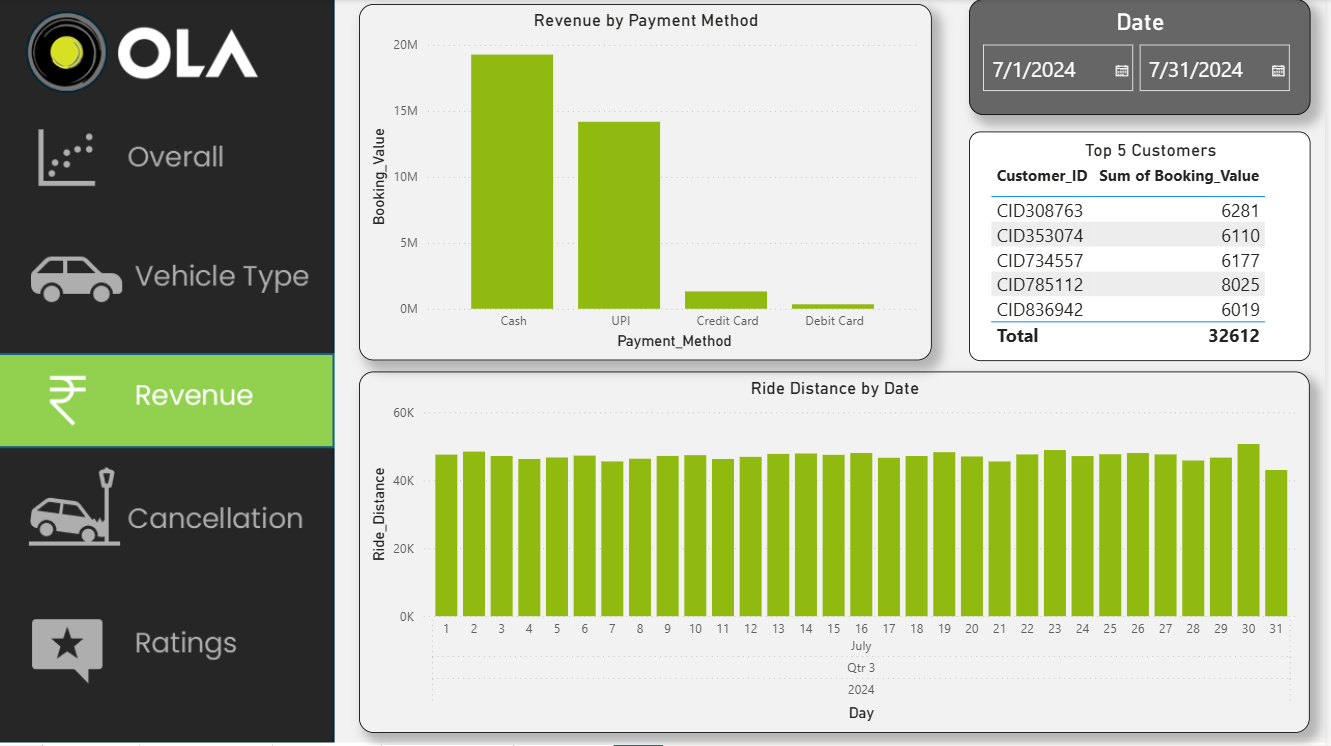 OLA
Overall
Vehicle Type
Revenue
Cancellation
Ratings
Revenue by Payment Method
Booking_Value
20M
15M
10M
5M
0M
Cash UPI Credit Card Debit Card
Payment_Method
Date
7/1/2024 7/31/2024
Top 5 Customers
Customer_ID Sum of Booking_Value
CID308763 6281
CID353074 6110
CID734557 6177
CID785112 8025
CID836942 6019
Total 32612
Ride Distance by Date
Ride_Distance
60K
40K
20K
0K
1 2 3 4 5 6 7 8 9 10 11 12 13 14 15 16 17 18 19 20 21 22 23 24 25 26 27 28 29 30 31
July
Qtr 3
2024
Day